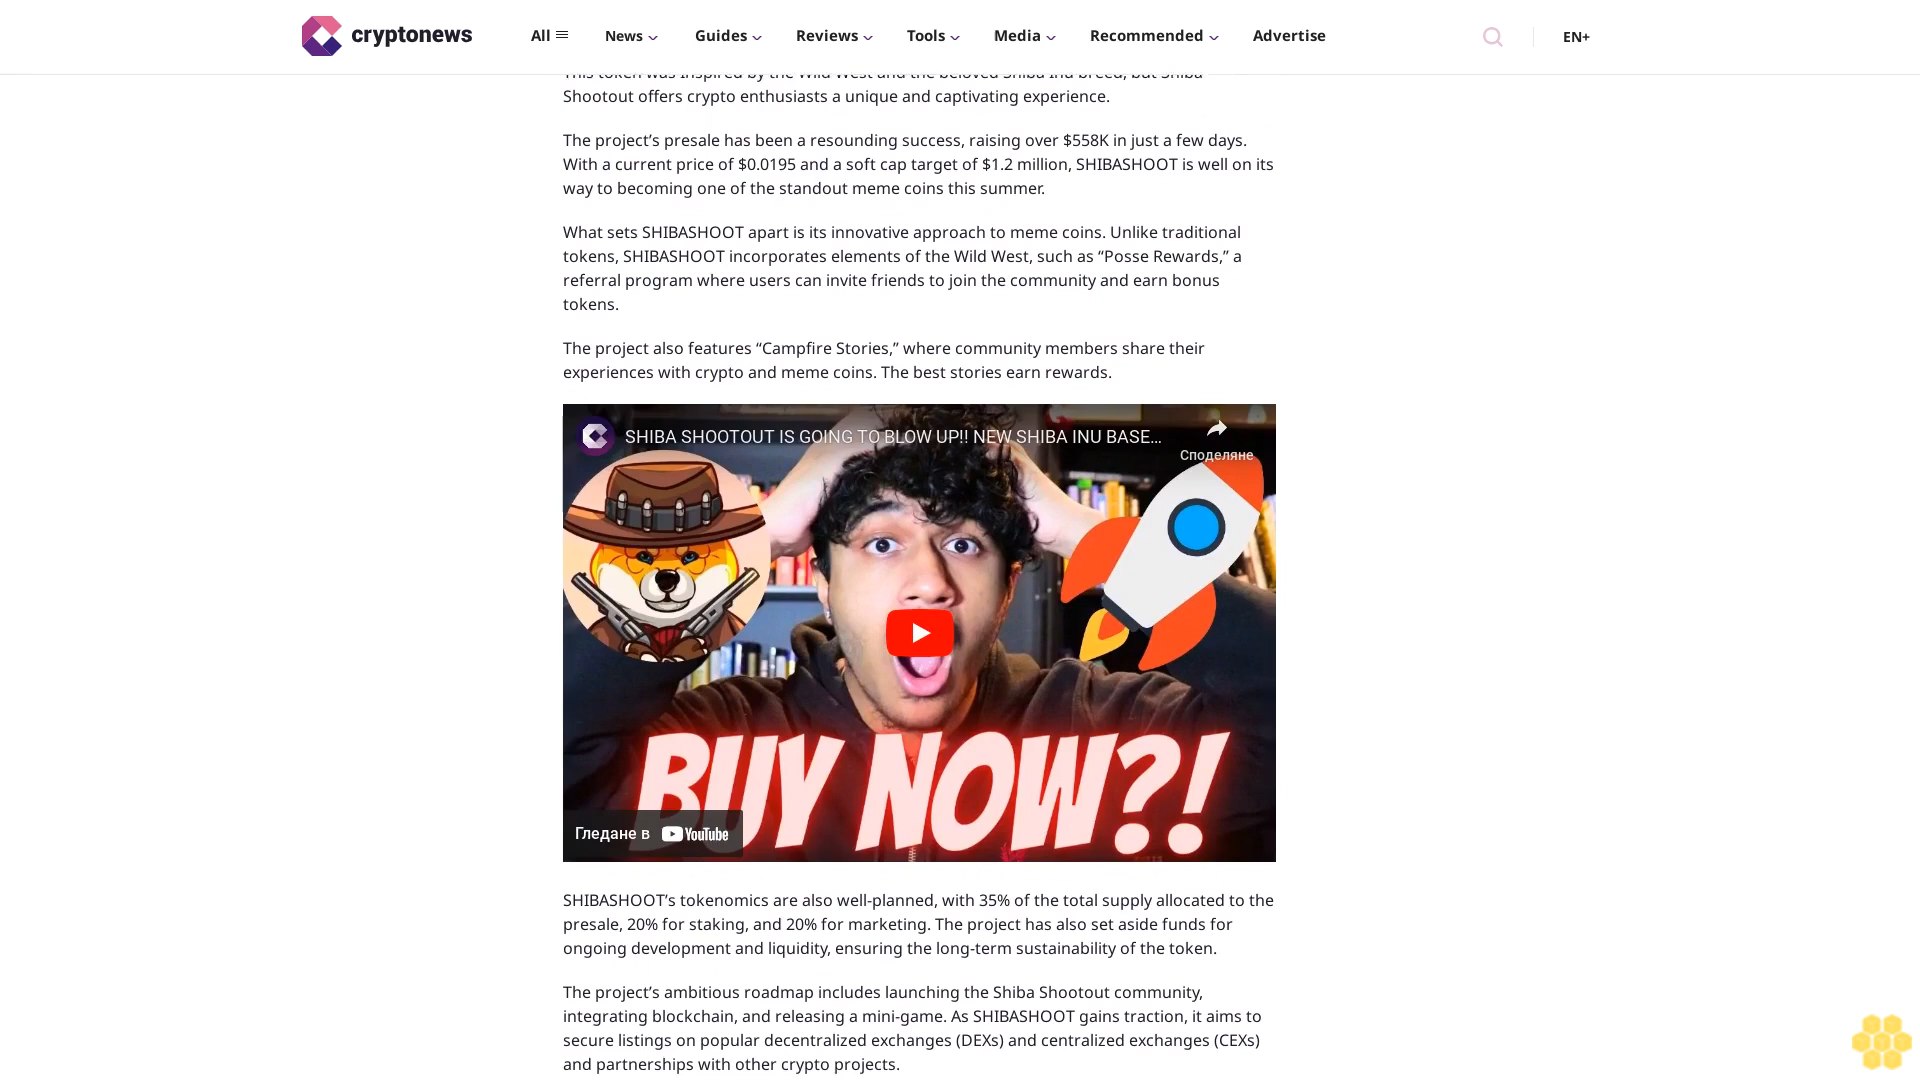 cryptonews
All
News
Guides
Reviews
Tools
Media
Recommended
Advertise
EN+
This token was inspired by the Wild West and the beloved Shiba Inu breed, but Shiba
Shootout offers crypto enthusiasts a unique and captivating experience.
The project’s presale has been a resounding success, raising over $558K in just a few days.
With a current price of $0.0195 and a soft cap target of $1.2 million, SHIBASHOOT is well on its
way to becoming one of the standout meme coins this summer.
What sets SHIBASHOOT apart is its innovative approach to meme coins. Unlike traditional
tokens, SHIBASHOOT incorporates elements of the Wild West, such as “Posse Rewards,” a
referral program where users can invite friends to join the community and earn bonus
tokens.
The project also features “Campfire Stories,” where community members share their
experiences with crypto and meme coins. The best stories earn rewards.
SHIBA SHOOTOUT IS GOING TO BLOW UP!! NEW SHIBA INU BASE...
Споделяне
BUY NOW?!
Гледане в YouTube
SHIBASHOOT’s tokenomics are also well-planned, with 35% of the total supply allocated to the
presale, 20% for staking, and 20% for marketing. The project has also set aside funds for
ongoing development and liquidity, ensuring the long-term sustainability of the token.
The project’s ambitious roadmap includes launching the Shiba Shootout community,
integrating blockchain, and releasing a mini-game. As SHIBASHOOT gains traction, it aims to
secure listings on popular decentralized exchanges (DEXs) and centralized exchanges (CEXs)
and partnerships with other crypto projects.